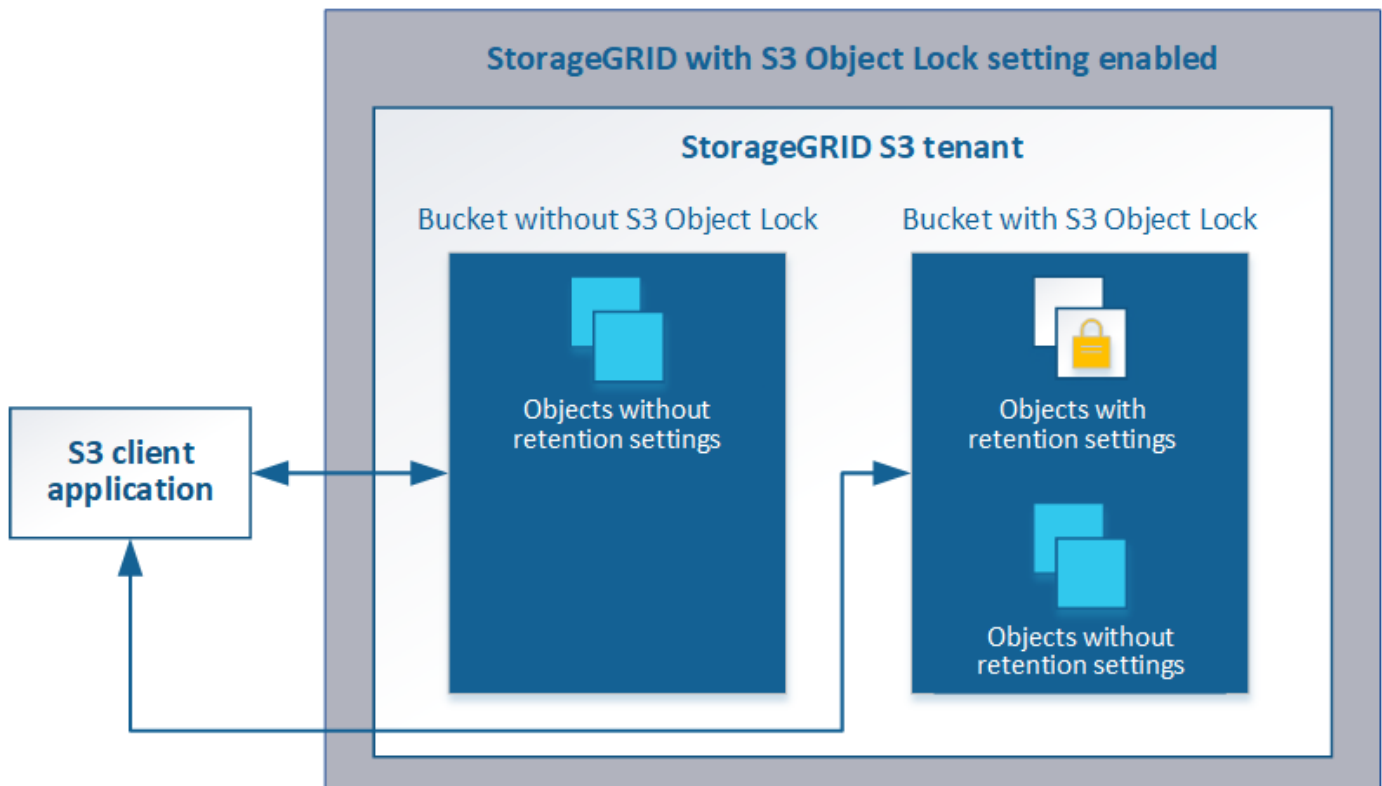 StorageGRID with S3 Object Lock setting enabled
StorageGRID S3 tenant
Bucket without S3 Object Lock
Bucket with S3 Object Lock
Objects without
retention settings
Objects with
retention settings
S3 client
application
Objects without
retention settings